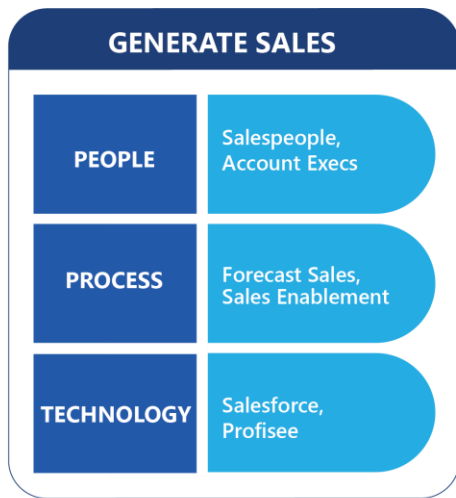 GENERATE SALES
PEOPLE
Salespeople,
Account Execs
PROCESS
Forecast Sales,
Sales Enablement
TECHNOLOGY
Salesforce,
Profisee